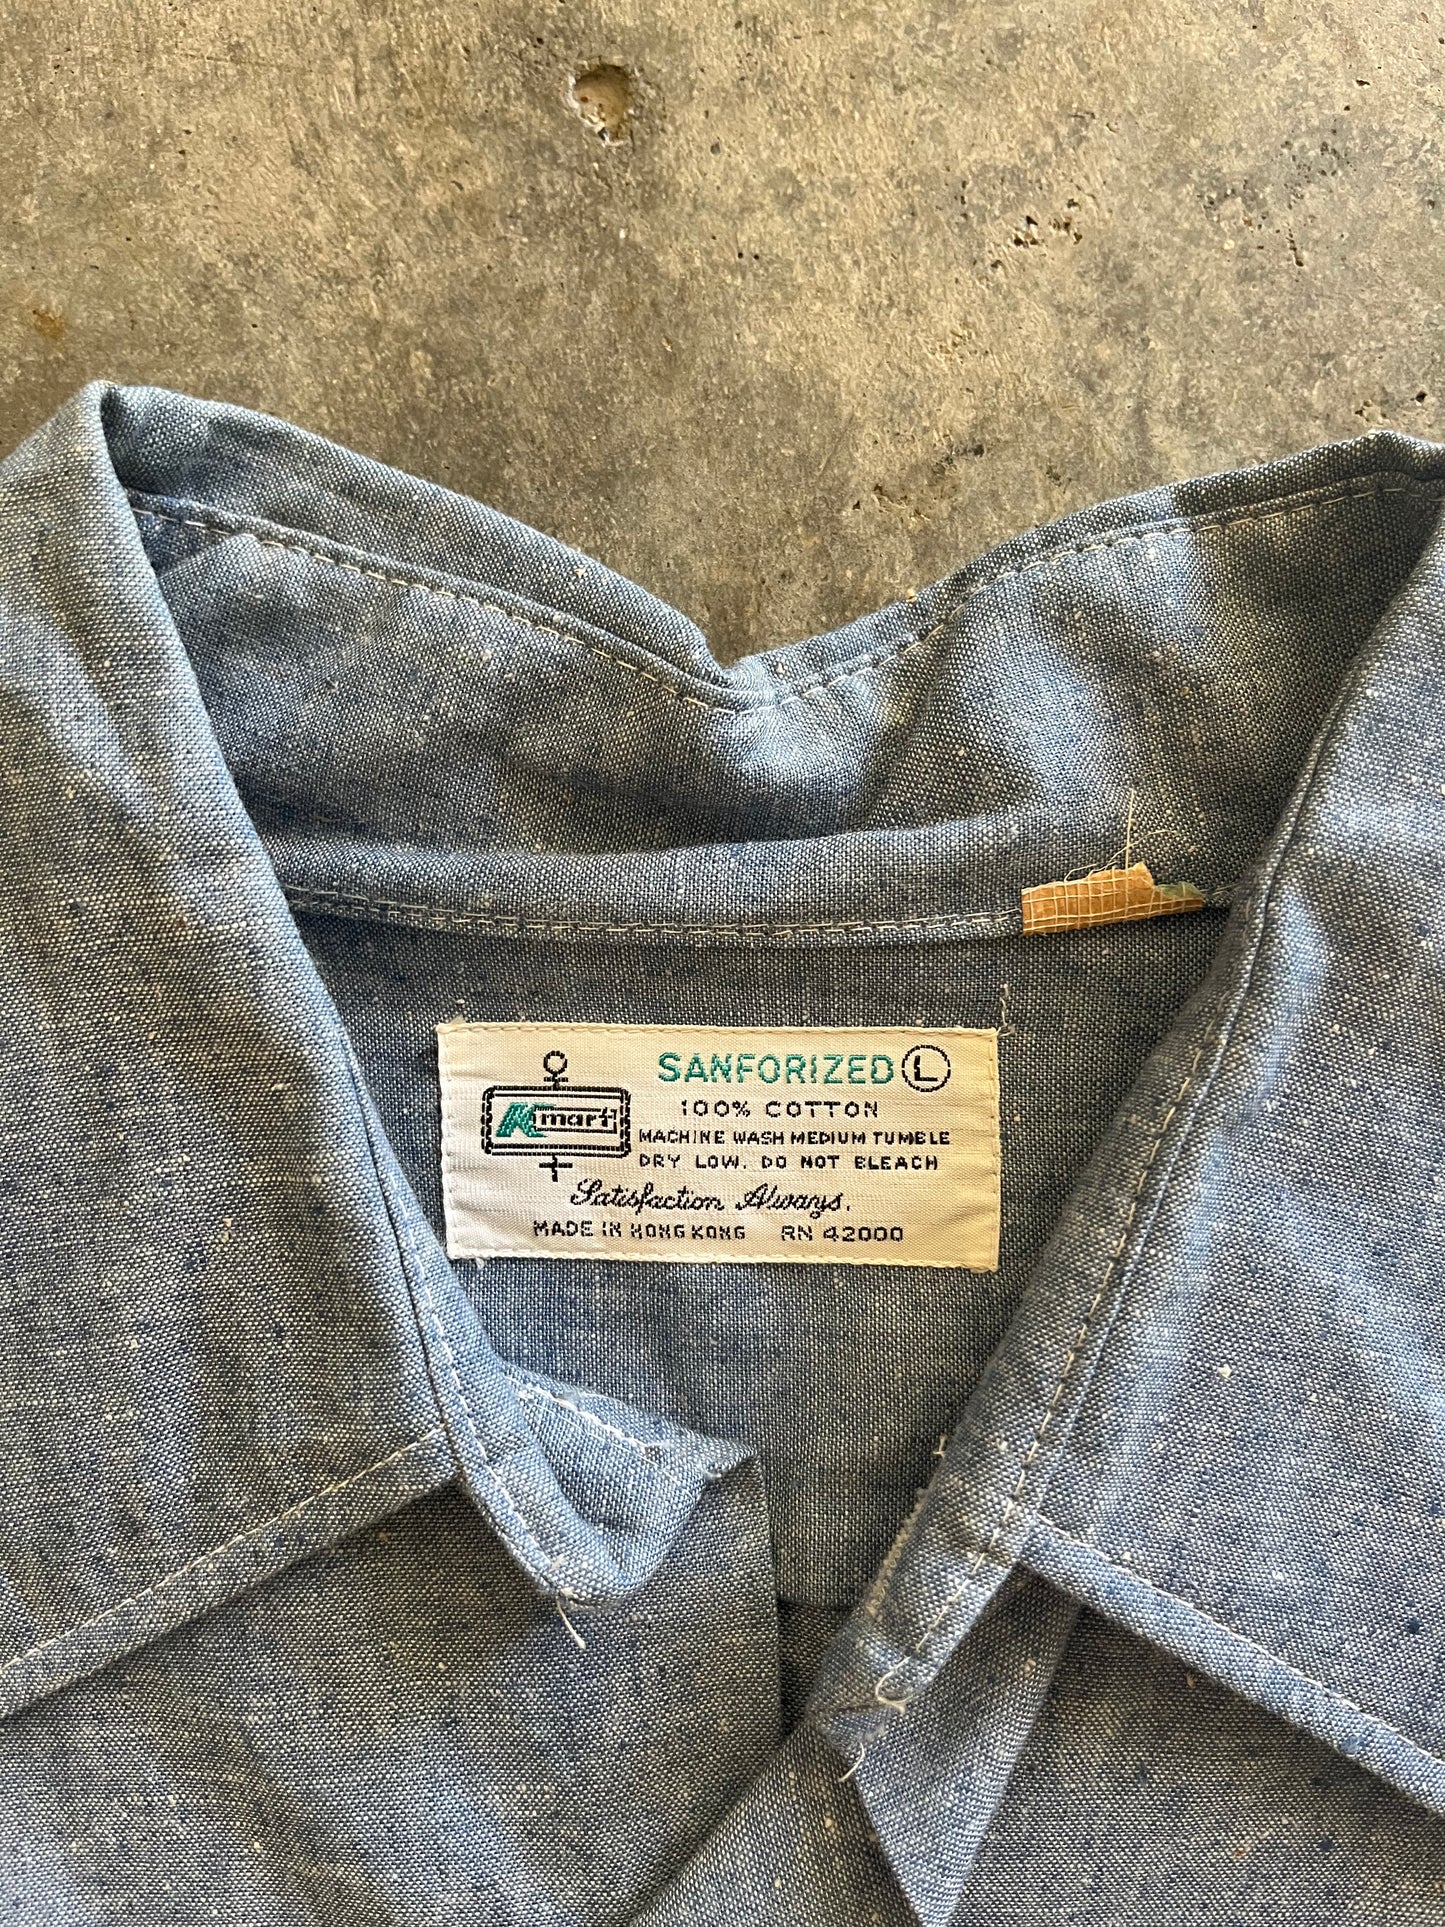 SANFORIZED L
Kmart
100% COTTON
MACHINE WASH MEDIUM TUMBLE
DRY LOW. DO NOT BLEACH
Satisfaction Always.
MADE IN HONG KONG RN 42000